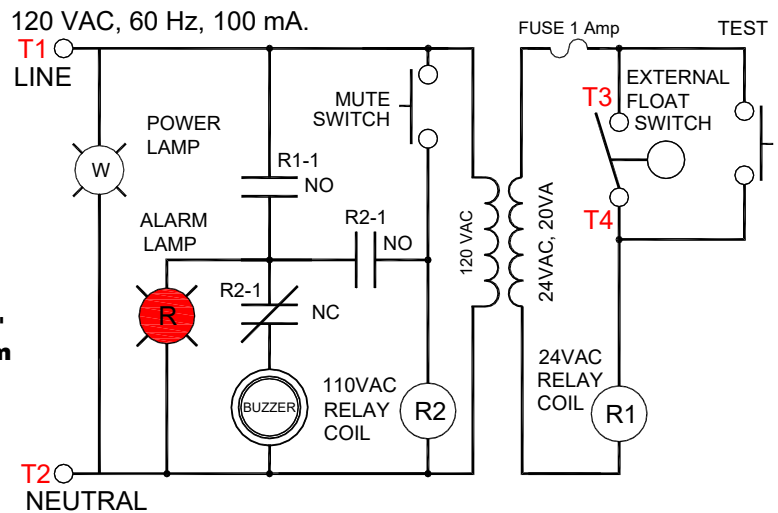 120 VAC, 60 Hz, 100 mA.
T1
LINE
FUSE 1 Amp
TEST
MUTE
SWITCH
T3
EXTERNAL
FLOAT
SWITCH
POWER
LAMP
W
R1-1
NO
ALARM
LAMP
R2-1
NO
T4
120 VAC
24VAC, 20VA
R2-1
NC
R
BUZZER
110VAC
RELAY
COIL
R2
24VAC
RELAY
COIL
R1
T2
NEUTRAL